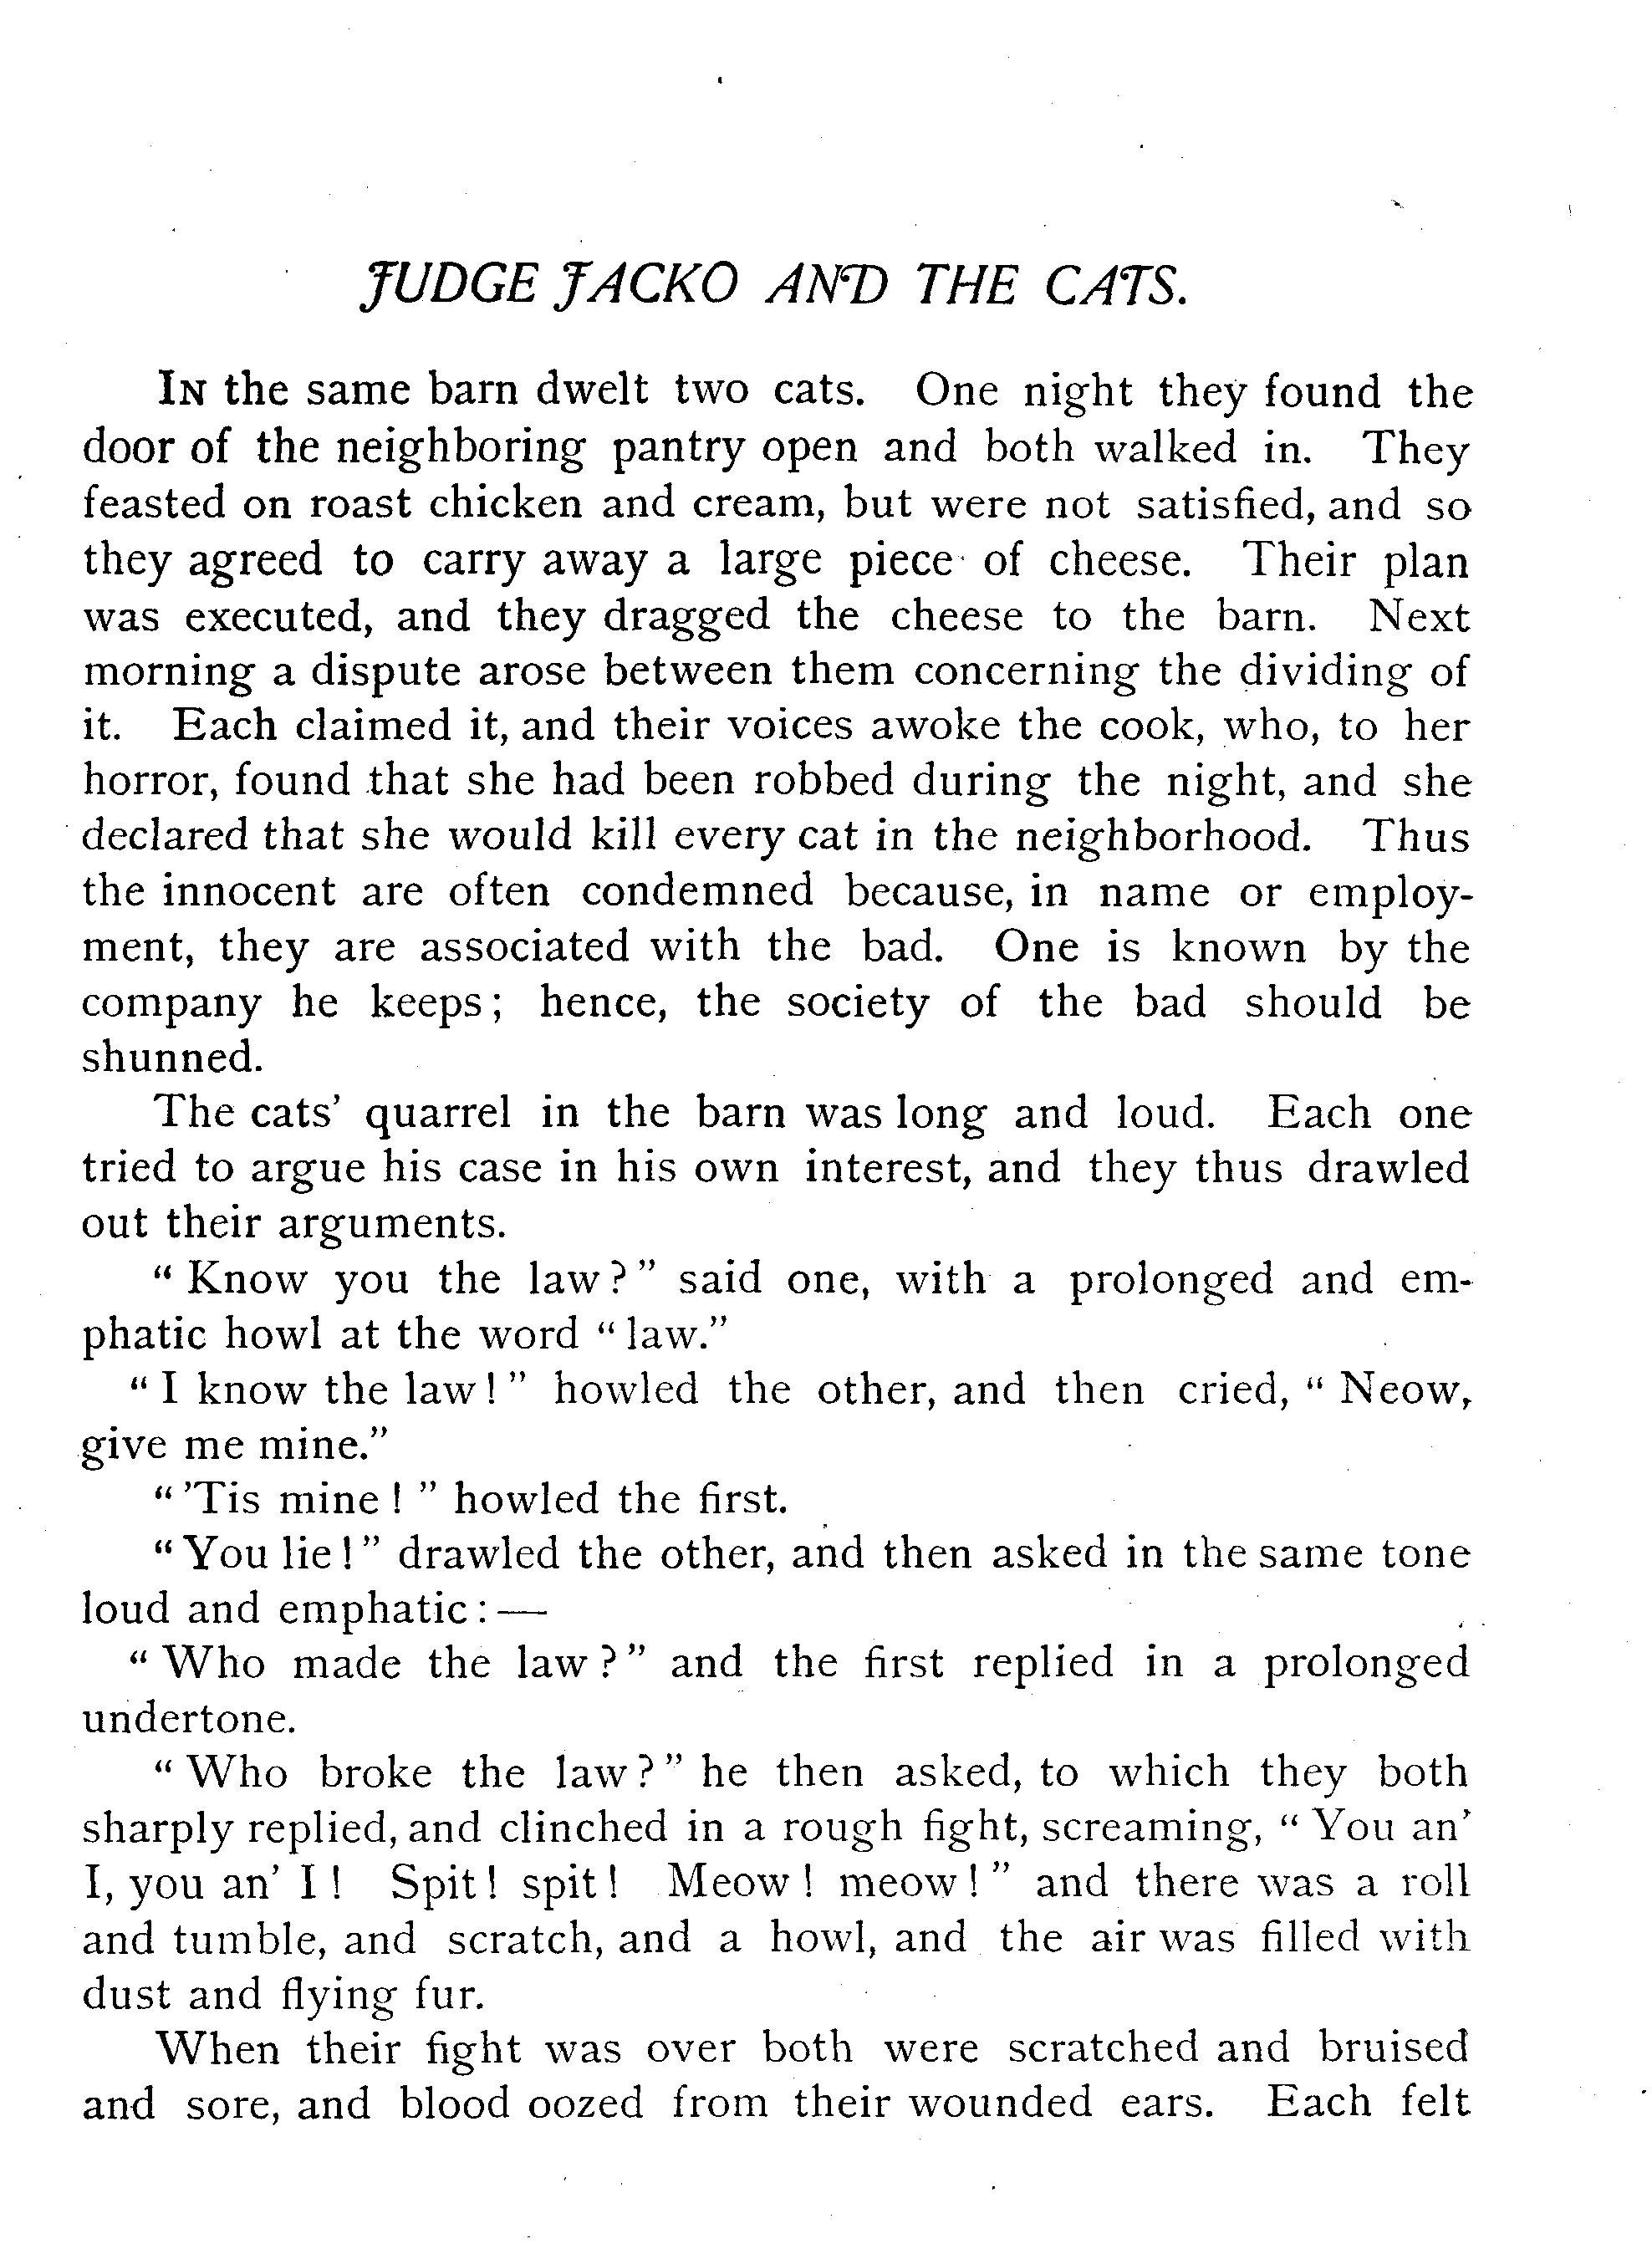 JUDGE JACKO AND THE CATS.
IN the same barn dwelt two cats. One night they found the
door of the neighboring pantry open and both walked in. They
feasted on roast chicken and cream, but were not satisfied, and so
they agreed to carry away a large piece of cheese. Their plan
was executed, and they dragged the cheese to the barn. Next
morning a dispute arose between them concerning the dividing of
it. Each claimed it, and their voices awoke the cook, who, to her
horror, found that she had been robbed during the night, and she
declared that she would kill every cat in the neighborhood. Thus
the innocent are often condemned because, in name or employ-
ment, they are associated with the bad. One is known by the
company he keeps; hence, the society of the bad should be
shunned.
The cats' quarrel in the barn was long and loud. Each one
tried to argue his case in his own interest, and they thus drawled
out their arguments.
“Know you the law?” said one, with a prolonged and em-
phatic howl at the word “law.”
“I know the law!” howled the other, and then cried, “Neow,
give me mine.”
“'Tis mine!” howled the first.
“You lie!” drawled the other, and then asked in the same tone
loud and emphatic:—
“Who made the law?” and the first replied in a prolonged
undertone.
“Who broke the law?” he then asked, to which they both
sharply replied, and clinched in a rough fight, screaming, “You an'
I, you an' I! Spit! spit! Meow! meow!” and there was a roll
and tumble, and scratch, and a howl, and the air was filled with
dust and flying fur.
When their fight was over both were scratched and bruised
and sore, and blood oozed from their wounded ears. Each felt